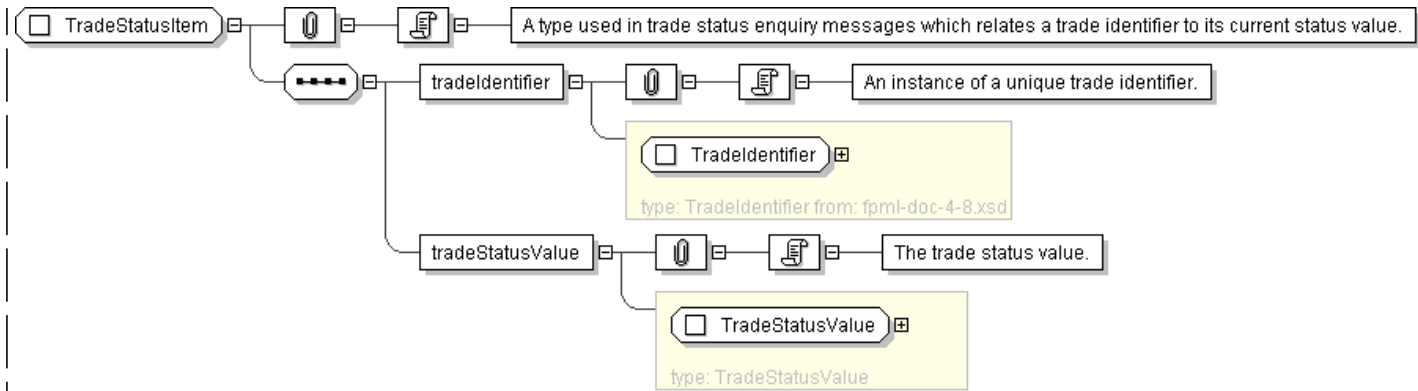 TradeStatusItem
A type used in trade status enquiry messages which relates a trade identifier to its current status value.
tradeIdentifier
An instance of a unique trade identifier.
TradeIdentifier
type: TradeIdentifier from: fpml-doc-4-8.xsd
tradeStatusValue
The trade status value.
TradeStatusValue
type: TradeStatusValue